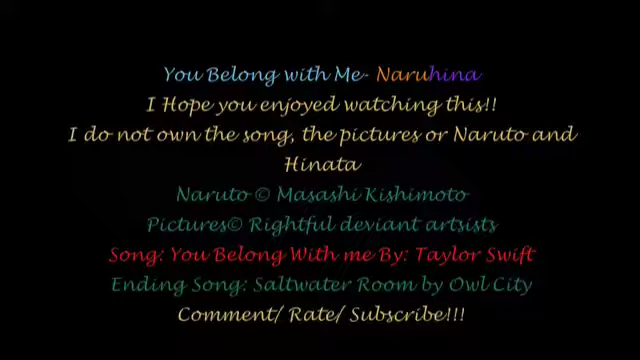 You Belong with Me- Naruhina
I Hope you enjoyed watching this!!
I do not own the song, the pictures or Naruto and
Hinata
Naruto © Masashi Kishimoto
Pictures© Rightful deviant artsists
Song: You Belong With me By: Taylor Swift
Ending Song: Saltwater Room by Owl City
Comment/ Rate/ Subscribe!!!